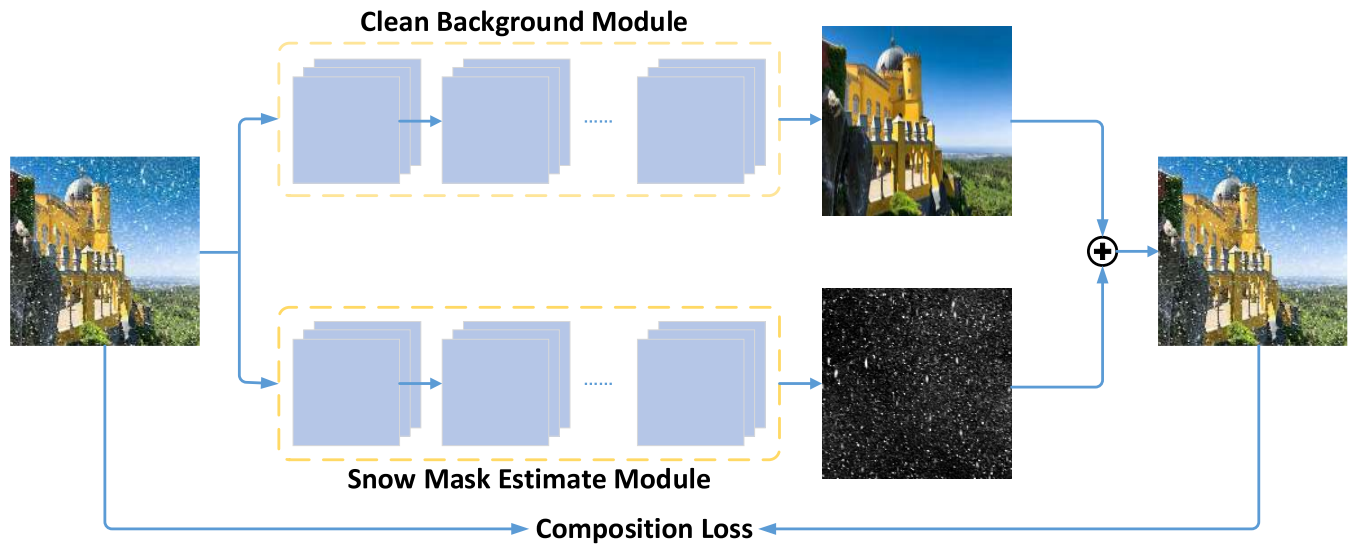 Clean Background Module
......
......
Snow Mask Estimate Module
Composition Loss